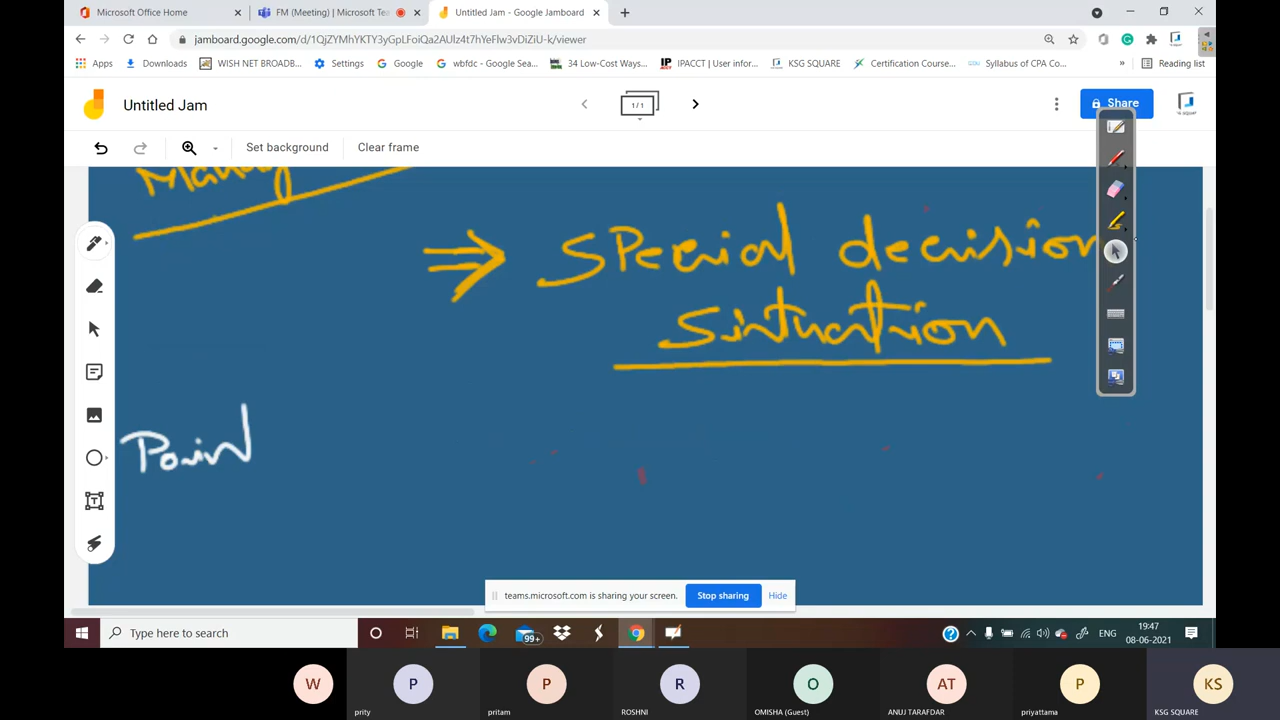 Microsoft Office Home
FM (Meeting) | Microsoft Tea
Untitled Jam - Google Jamboard
jamboard.google.com/d/1QjZYMhYKTY3yGpLFoiQa2AUlz4t7hYeFlw3vDiZiU-k/viewer
Apps Downloads WISH NET BROADB... Settings Google wbfdc - Google Sea... 34 Low-Cost Ways... IP IPACCT | User infor... KSG SQUARE Certification Course... Syllabus of CPA Co... » Reading list
Untitled Jam
1/1
Share
Set background Clear frame
Special decision
Sintuation
Poin
teams.microsoft.com is sharing your screen. Stop sharing Hide
Type here to search
99+
ENG
19:47
08-06-2021
W P P R O AT P KS
prity pritam ROSHNI OMISHA (Guest) ANUJ TARAFDAR priyattama KSG SQUARE